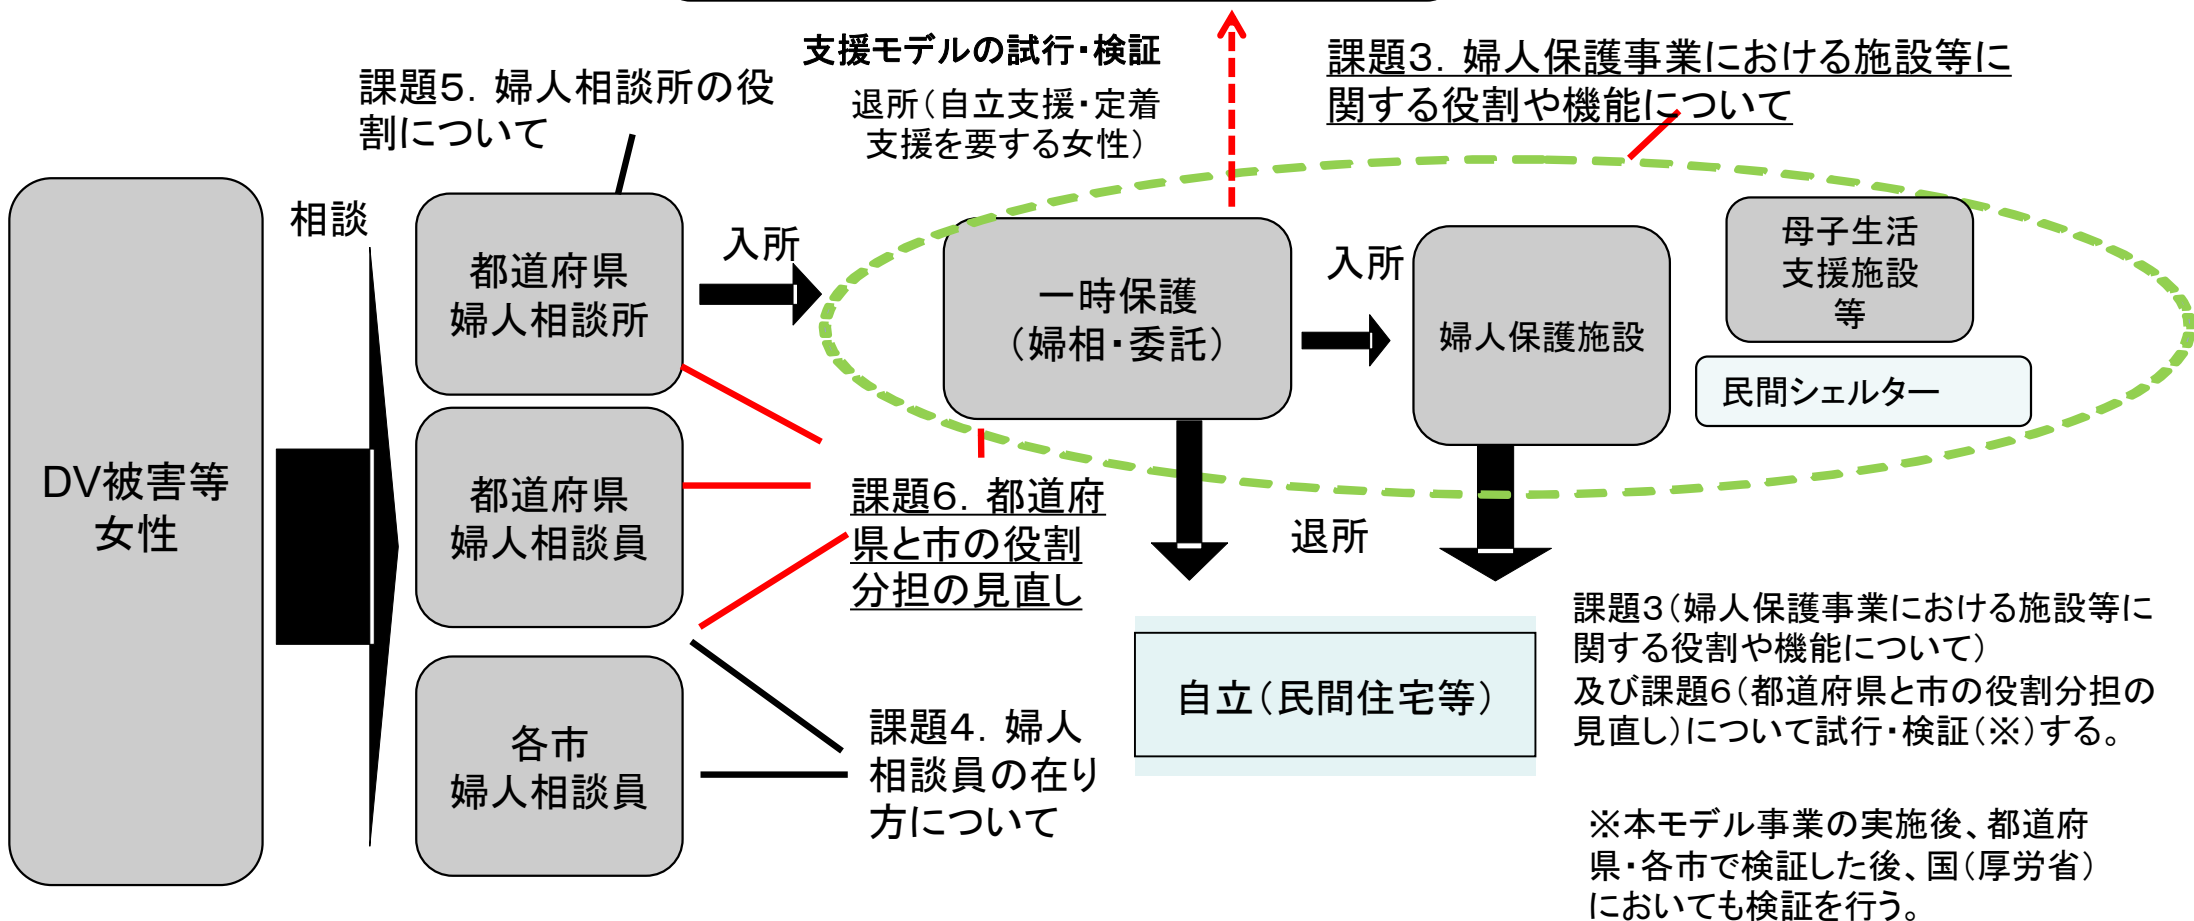 支援モデルの試行・検証
退所(自立支援・定着
支援を要する女性)
課題3. 婦人保護事業における施設等に
関する役割や機能について
課題5. 婦人相談所の役
割について
DV被害等
女性
相談
都道府県
婦人相談所
都道府県
婦人相談員
各市
婦人相談員
入所
一時保護
(婦相・委託)
入所
婦人保護施設
母子生活
支援施設
等
民間シェルター
課題6. 都道府
県と市の役割
分担の見直し
退所
課題4. 婦人
相談員の在り
方について
自立(民間住宅等)
課題3(婦人保護事業における施設等に
関する役割や機能について)
及び課題6(都道府県と市の役割分担の
見直し)について試行・検証(※)する。
※本モデル事業の実施後、都道府
県・各市で検証した後、国(厚労省)
においても検証を行う。